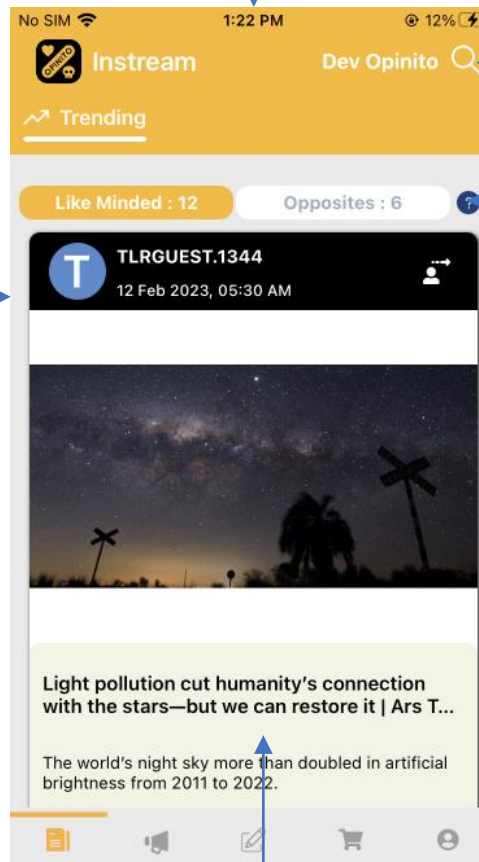 No SIM 1:22 PM 12%
OPINITO Instream Dev Opinito
Trending
Like Minded : 12 Opposites : 6 ?
T TLRGUEST.1344
12 Feb 2023, 05:30 AM
Light pollution cut humanity's connection
with the stars—but we can restore it | Ars T...
The world's night sky more than doubled in artificial
brightness from 2011 to 2022.